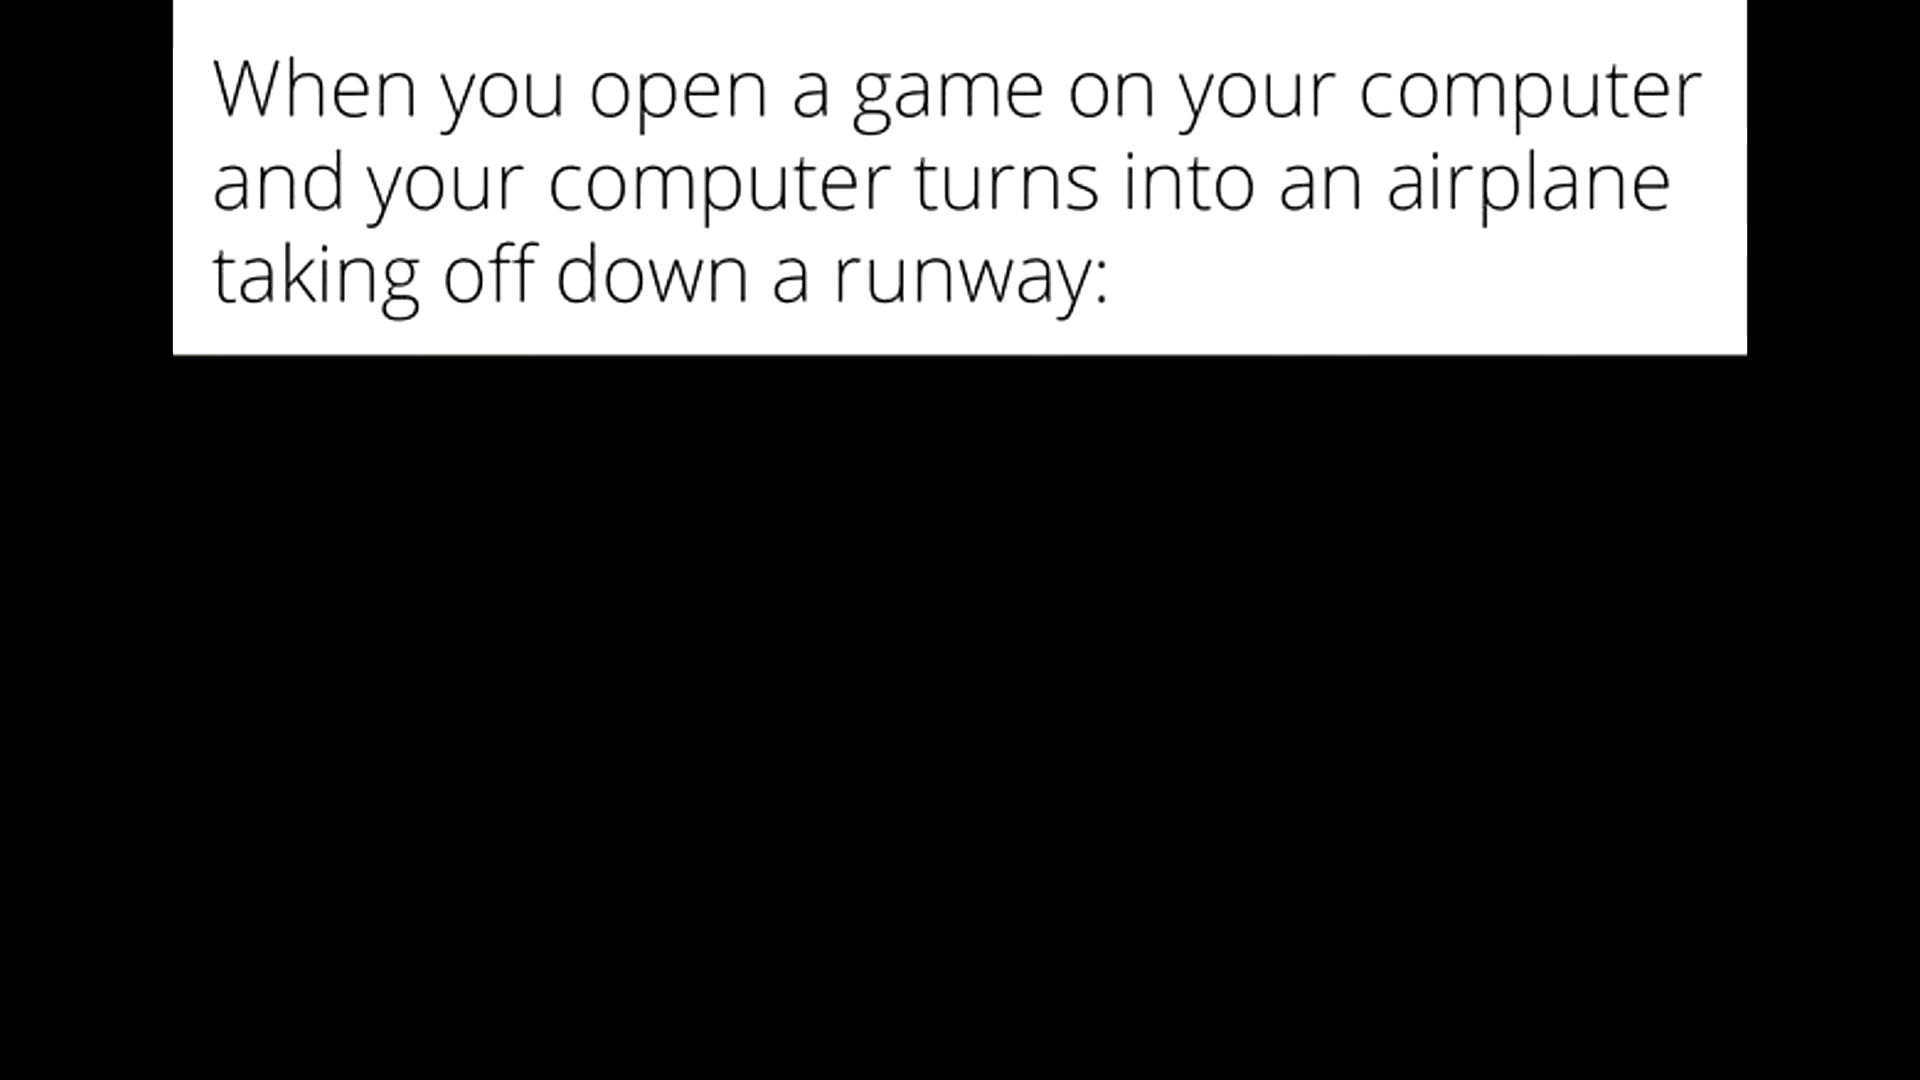 When you open a game on your computer
and your computer turns into an airplane
taking off down a runway: